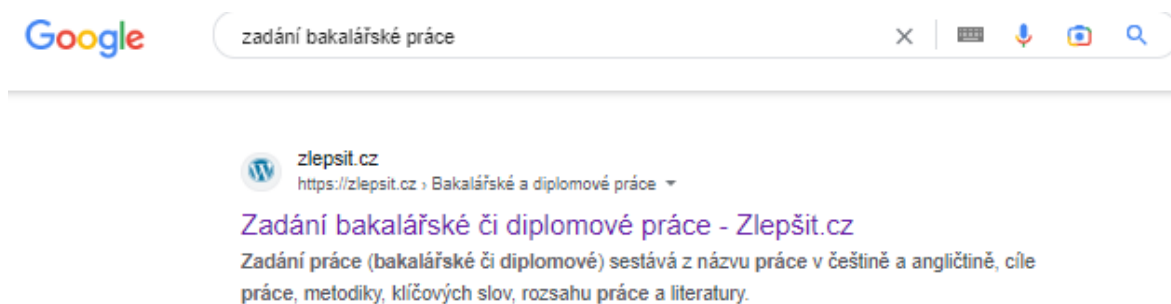 Google
zadání bakalářské práce
zlepsit.cz
https://zlepsit.cz › Bakalářské a diplomové práce
Zadání bakalářské či diplomové práce - Zlepšit.cz
Zadání práce (bakalářské či diplomové) sestává z názvu práce v češtině a angličtině, cíle
práce, metodiky, klíčových slov, rozsahu práce a literatury.